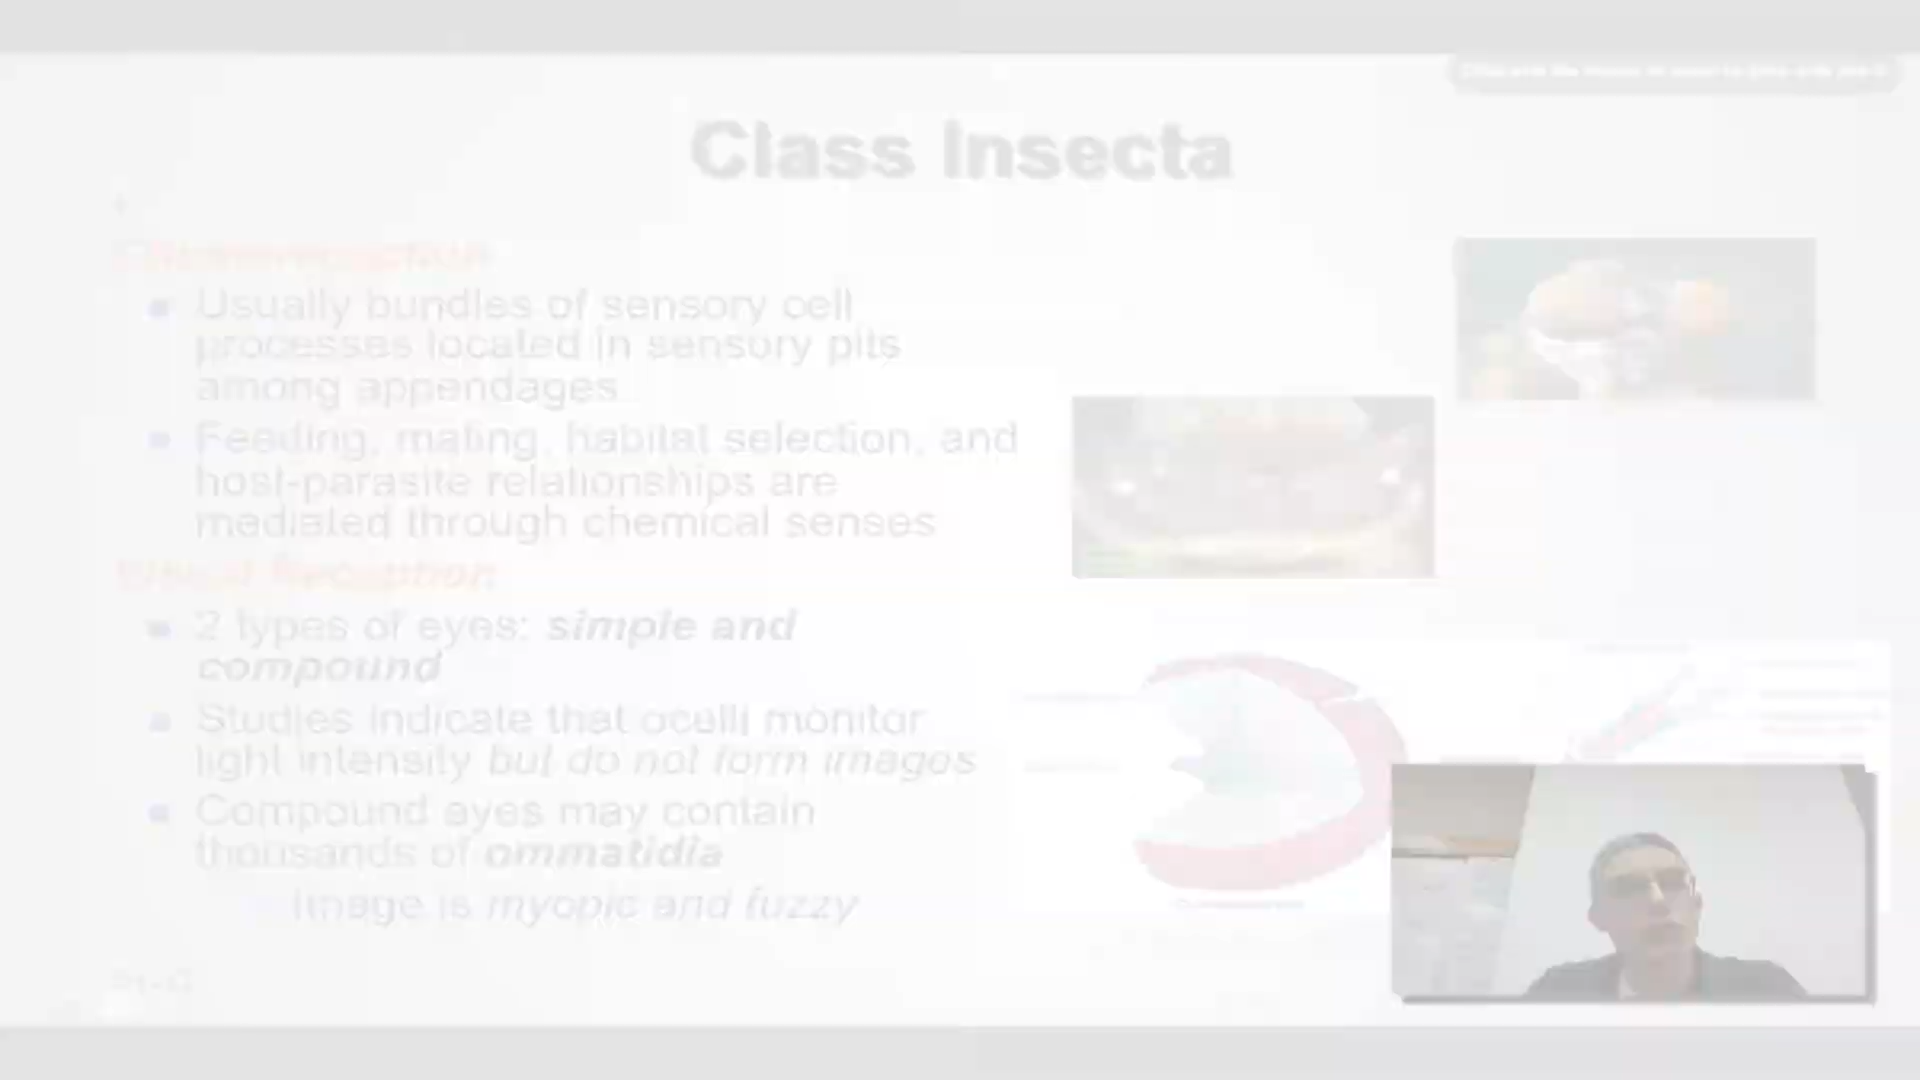 Class Insecta
Chemoreception
Usually bundles of sensory cell
processes located in sensory pits
among appendages
Feeding, mating, habitat selection, and
host-parasite relationships are
mediated through chemical senses
Visual Reception
2 types of eyes: simple and
compound
Studies indicate that ocelli monitor
light intensity but do not form images
Compound eyes may contain
thousands of ommatidia
Image is myopic and fuzzy